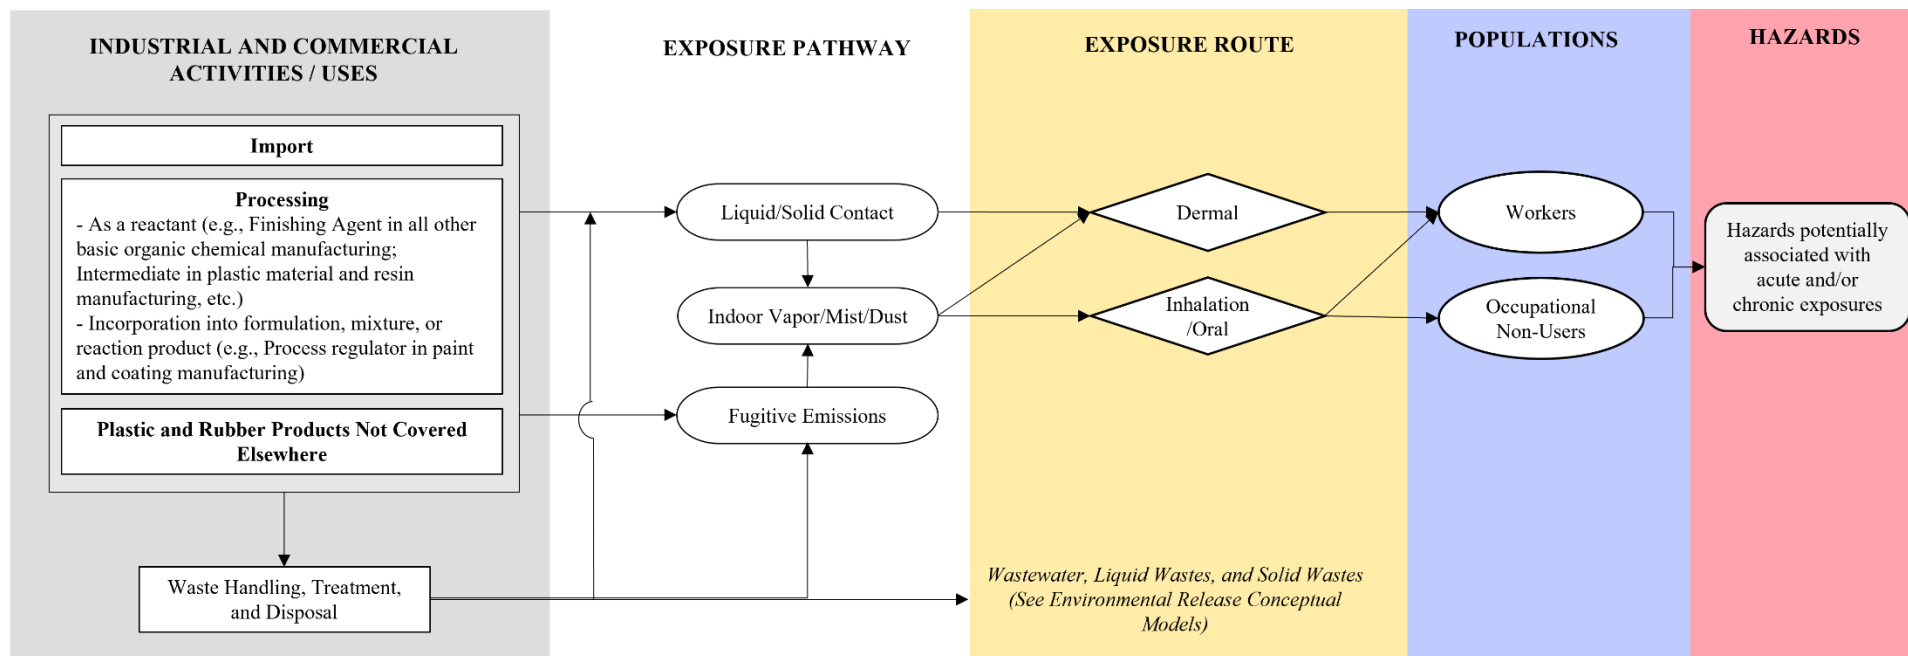 INDUSTRIAL AND COMMERCIAL
ACTIVITIES / USES
EXPOSURE PATHWAY
EXPOSURE ROUTE
POPULATIONS
HAZARDS
Import
Processing
- As a reactant (e.g., Finishing Agent in all other
basic organic chemical manufacturing;
Intermediate in plastic material and resin
manufacturing, etc.)
- Incorporation into formulation, mixture, or
reaction product (e.g., Process regulator in paint
and coating manufacturing)
Plastic and Rubber Products Not Covered
Elsewhere
Waste Handling, Treatment,
and Disposal
Liquid/Solid Contact
Indoor Vapor/Mist/Dust
Fugitive Emissions
Dermal
Inhalation
/Oral
Wastewater, Liquid Wastes, and Solid Wastes
(See Environmental Release Conceptual
Models)
Workers
Occupational
Non-Users
Hazards potentially
associated with
acute and/or
chronic exposures